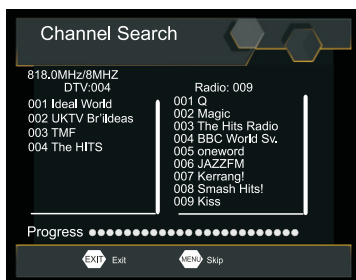 Channel Search
818.0MHz/8MHZ
DTV:004
001 Ideal World
002 UKTV Br'ildeas
003 TMF
004 The HITS
Radio: 009
001 Q
002 Magic
003 The Hits Radio
004 BBC World Sv.
005 oneword
006 JAZZFM
007 Kerrang!
008 Smash Hits!
009 Kiss
Progress
EXIT Exit
MENU Skip